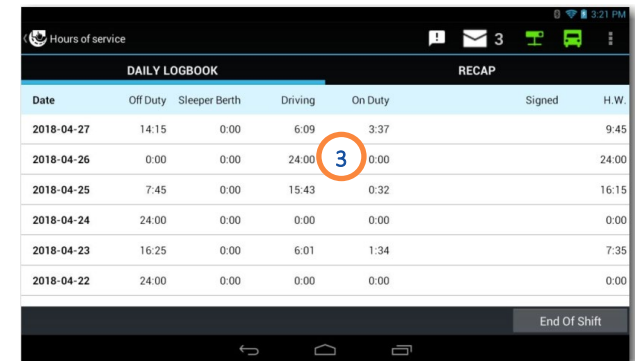 3:21 PM
Hours of service 3
DAILY LOGBOOK RECAP
Date Off Duty Sleeper Berth Driving On Duty Signed H.W.
2018-04-27 14:15 0:00 6:09 3:37 9:45
2018-04-26 0:00 0:00 24:00 3 0:00 24:00
2018-04-25 7:45 0:00 15:43 0:32 16:15
2018-04-24 24:00 0:00 0:00 0:00 0:00
2018-04-23 16:25 0:00 6:01 1:34 7:35
2018-04-22 24:00 0:00 0:00 0:00 0:00
End Of Shift